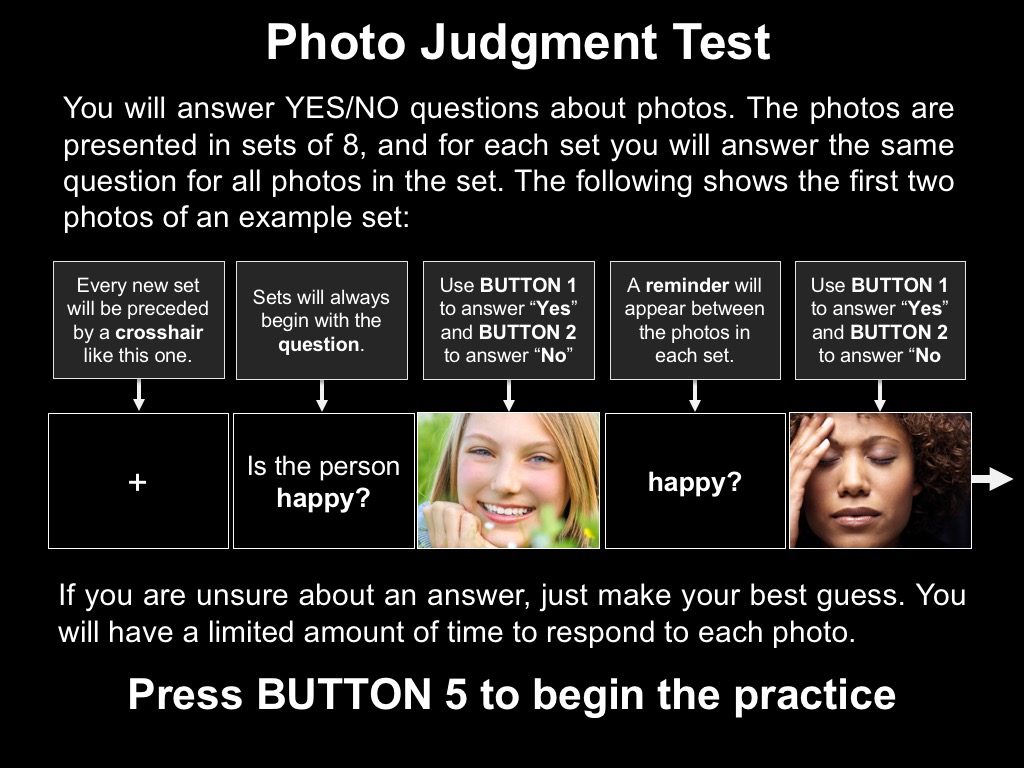 Photo Judgment Test
You will answer YES/NO questions about photos. The photos are
presented in sets of 8, and for each set you will answer the same
question for all photos in the set. The following shows the first two
photos of an example set:
Every new set
will be preceded
by a crosshair
like this one.
Sets will always
begin with the
question.
Use BUTTON 1
to answer “Yes”
and BUTTON 2
to answer “No”
A reminder will
appear between
the photos in
each set.
Use BUTTON 1
to answer “Yes”
and BUTTON 2
to answer “No
+
Is the person
happy?
happy?
If you are unsure about an answer, just make your best guess. You
will have a limited amount of time to respond to each photo.
Press BUTTON 5 to begin the practice